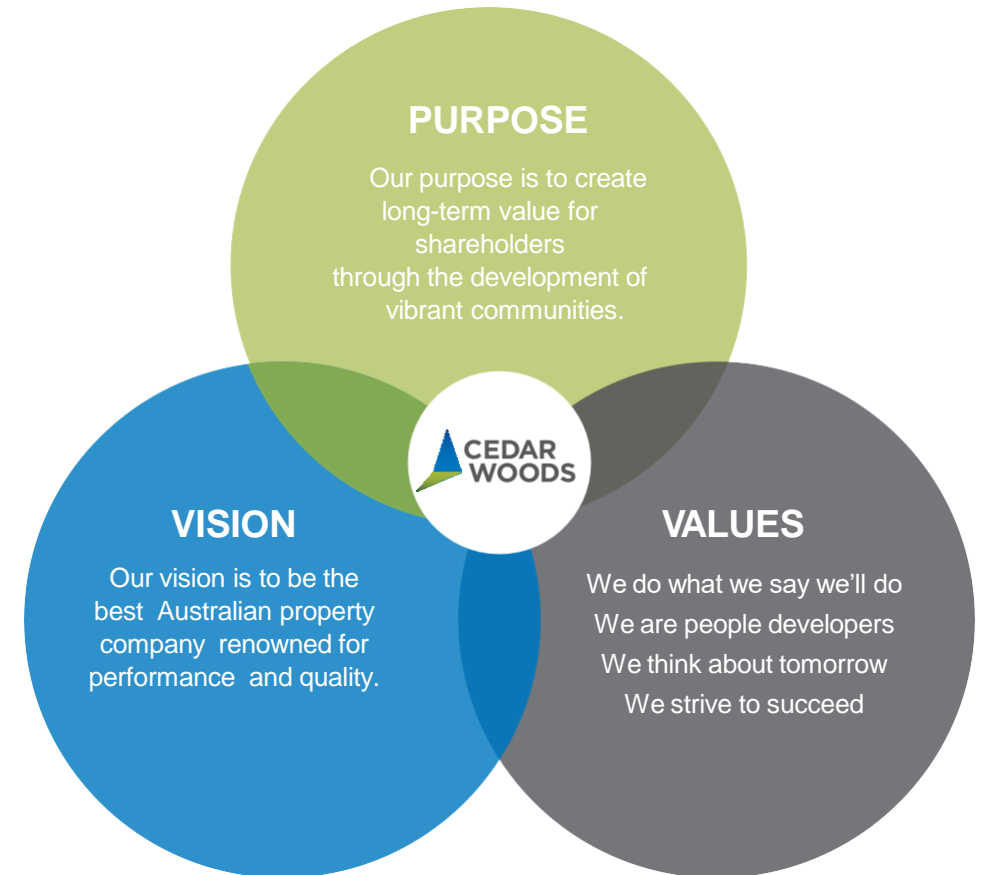 PURPOSE
Our purpose is to create
long-term value for
shareholders
through the development of
vibrant communities.
CEDAR
WOODS
VISION
Our vision is to be the
best Australian property
company renowned for
performance and quality.
VALUES
We do what we say we’ll do
We are people developers
We think about tomorrow
We strive to succeed